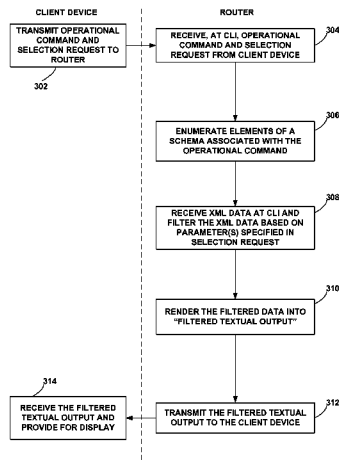 CLIENT DEVICE
ROUTER
TRANSMIT OPERATIONAL
COMMAND AND
SELECTION REQUEST TO
ROUTER
302
RECEIVE, AT CLI, OPERATIONAL
COMMAND AND SELECTION
REQUEST FROM CLIENT DEVICE
304
ENUMERATE ELEMENTS OF A
SCHEMA ASSOCIATED WITH THE
OPERATIONAL COMMAND
306
RECEIVE XML DATA AT CLI AND
FILTER THE XML DATA BASED ON
PARAMETER(S) SPECIFIED IN
SELECTION REQUEST
308
RENDER THE FILTERED DATA INTO
“FILTERED TEXTUAL OUTPUT”
310
TRANSMIT THE FILTERED TEXTUAL
OUTPUT TO THE CLIENT DEVICE
312
RECEIVE THE FILTERED
TEXTUAL OUTPUT AND
PROVIDE FOR DISPLAY
314